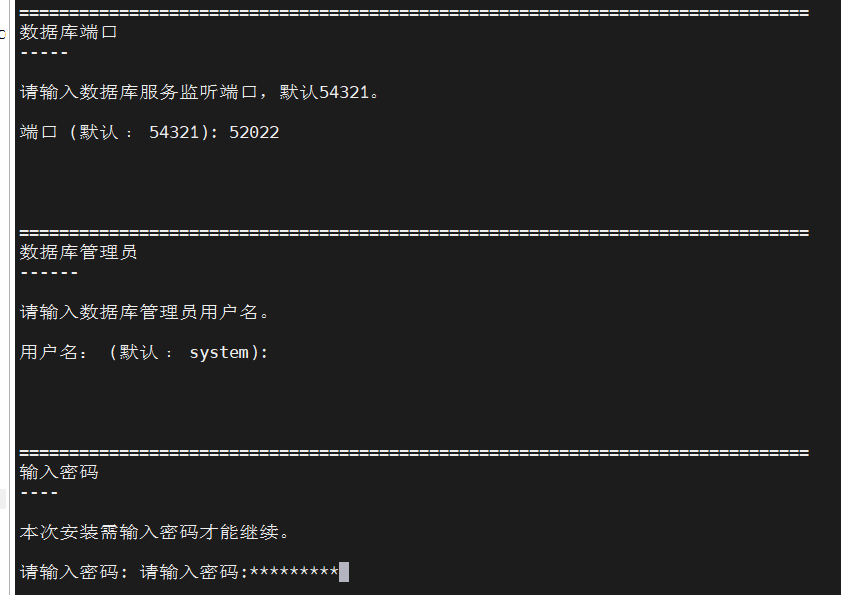 ===============================================================================
数据库端口
-----
请输入数据库服务监听端口，默认54321。
端口 (默认： 54321): 52022
===============================================================================
数据库管理员
------
请输入数据库管理员用户名。
用户名： (默认： system):
===============================================================================
输入密码
----
本次安装需输入密码才能继续。
请输入密码: 请输入密码:*********